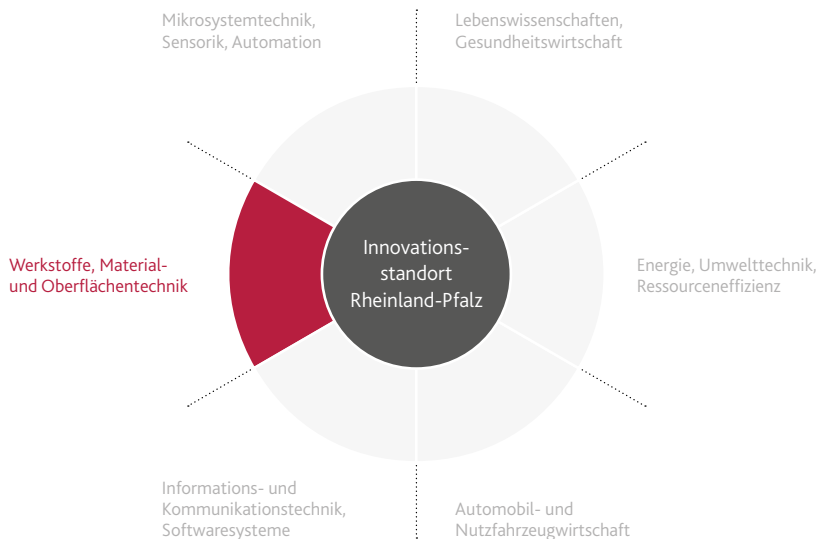 Mikrosystemtechnik,
Sensorik, Automation
Lebenswissenschaften,
Gesundheitswirtschaft
Werkstoffe, Material-
und Oberflächentechnik
Innovations-
standort
Rheinland-Pfalz
Energie, Umwelttechnik,
Ressourceneffizienz
Informations- und
Kommunikationstechnik,
Softwaresysteme
Automobil- und
Nutzfahrzeugwirtschaft